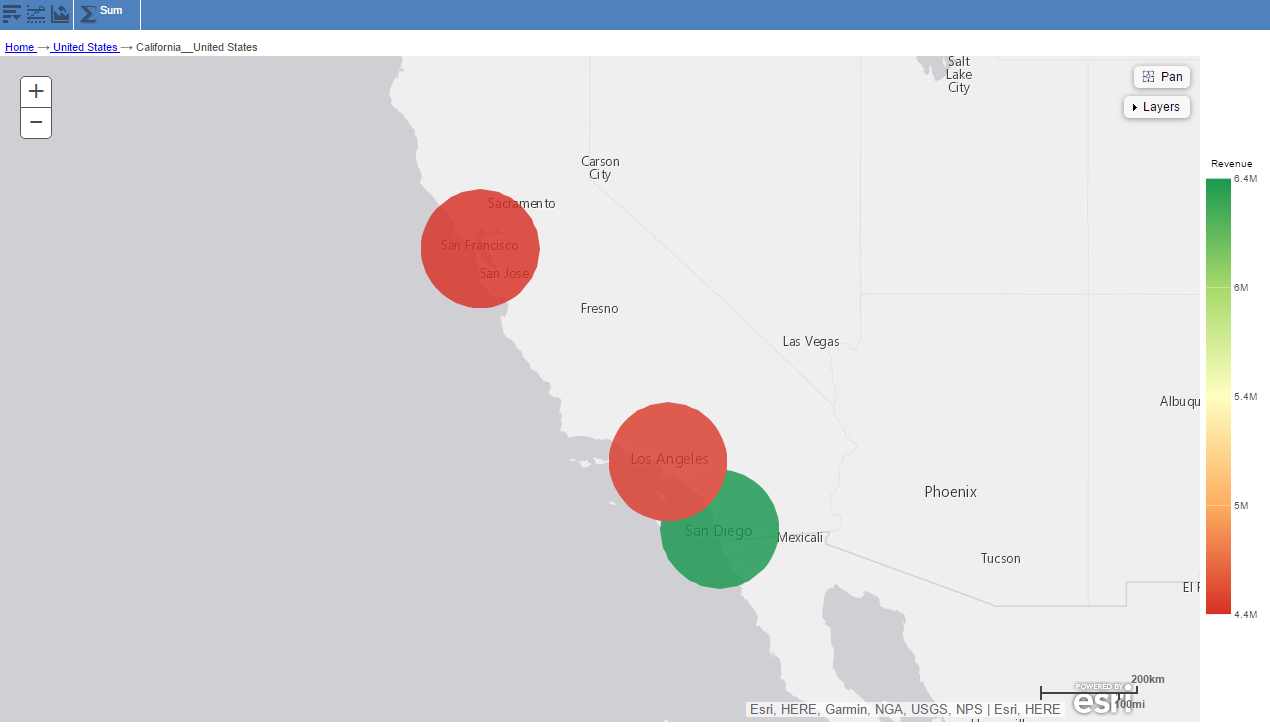 Sum
Home → United States → California__United States
+
−
Pan
Layers
Salt
Lake
City
Carson
City
Sacramento
San Francisco
San Jose
Fresno
Las Vegas
Albuqu
Los Angeles
Phoenix
San Diego
Mexicali
Tucson
El
Revenue
6.4M
6M
5.4M
5M
4.4M
200km
100mi
POWERED BY
esri
Esri, HERE, Garmin, NGA, USGS, NPS | Esri, HERE